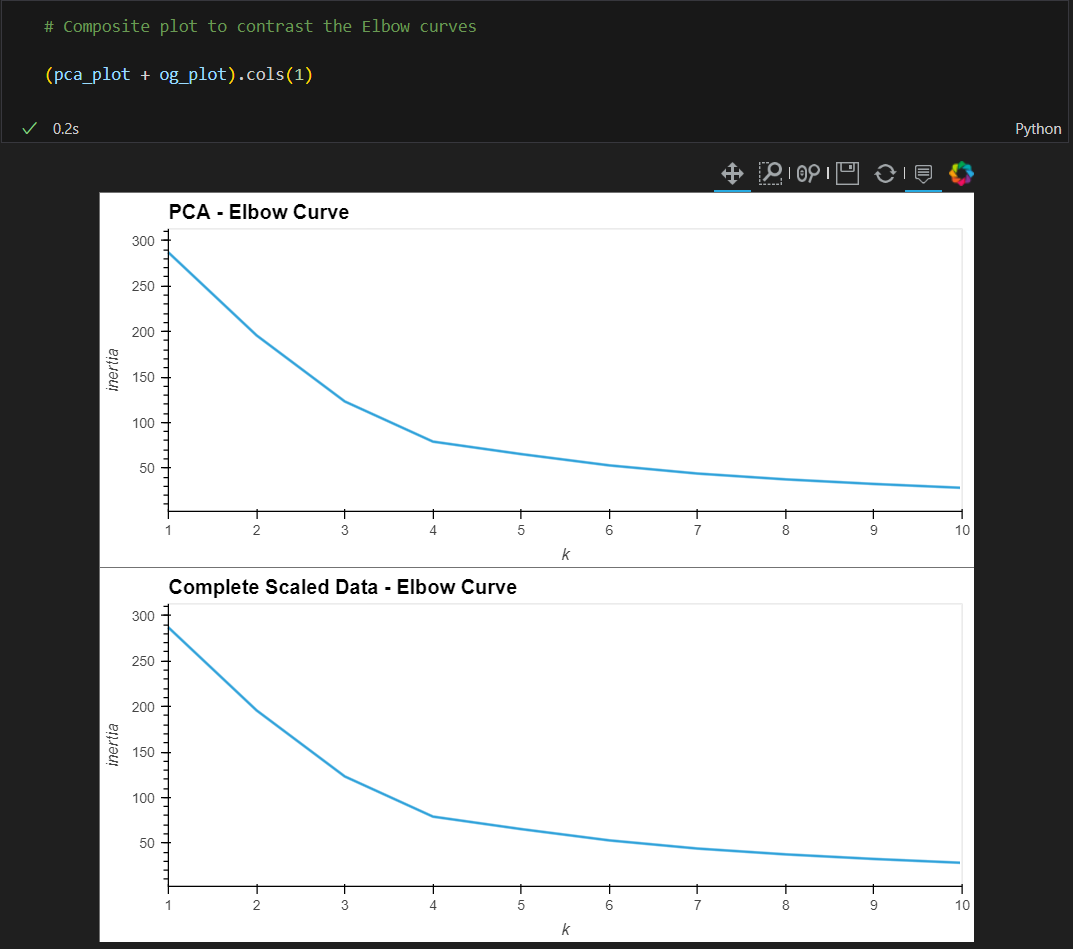 # Composite plot to contrast the Elbow curves
(pca_plot + og_plot).cols(1)
0.2s
Python
PCA - Elbow Curve
300
250
200
150
100
50
inertia
1 2 3 4 5 6 7 8 9 10
k
Complete Scaled Data - Elbow Curve
300
250
200
150
100
50
inertia
1 2 3 4 5 6 7 8 9 10
k